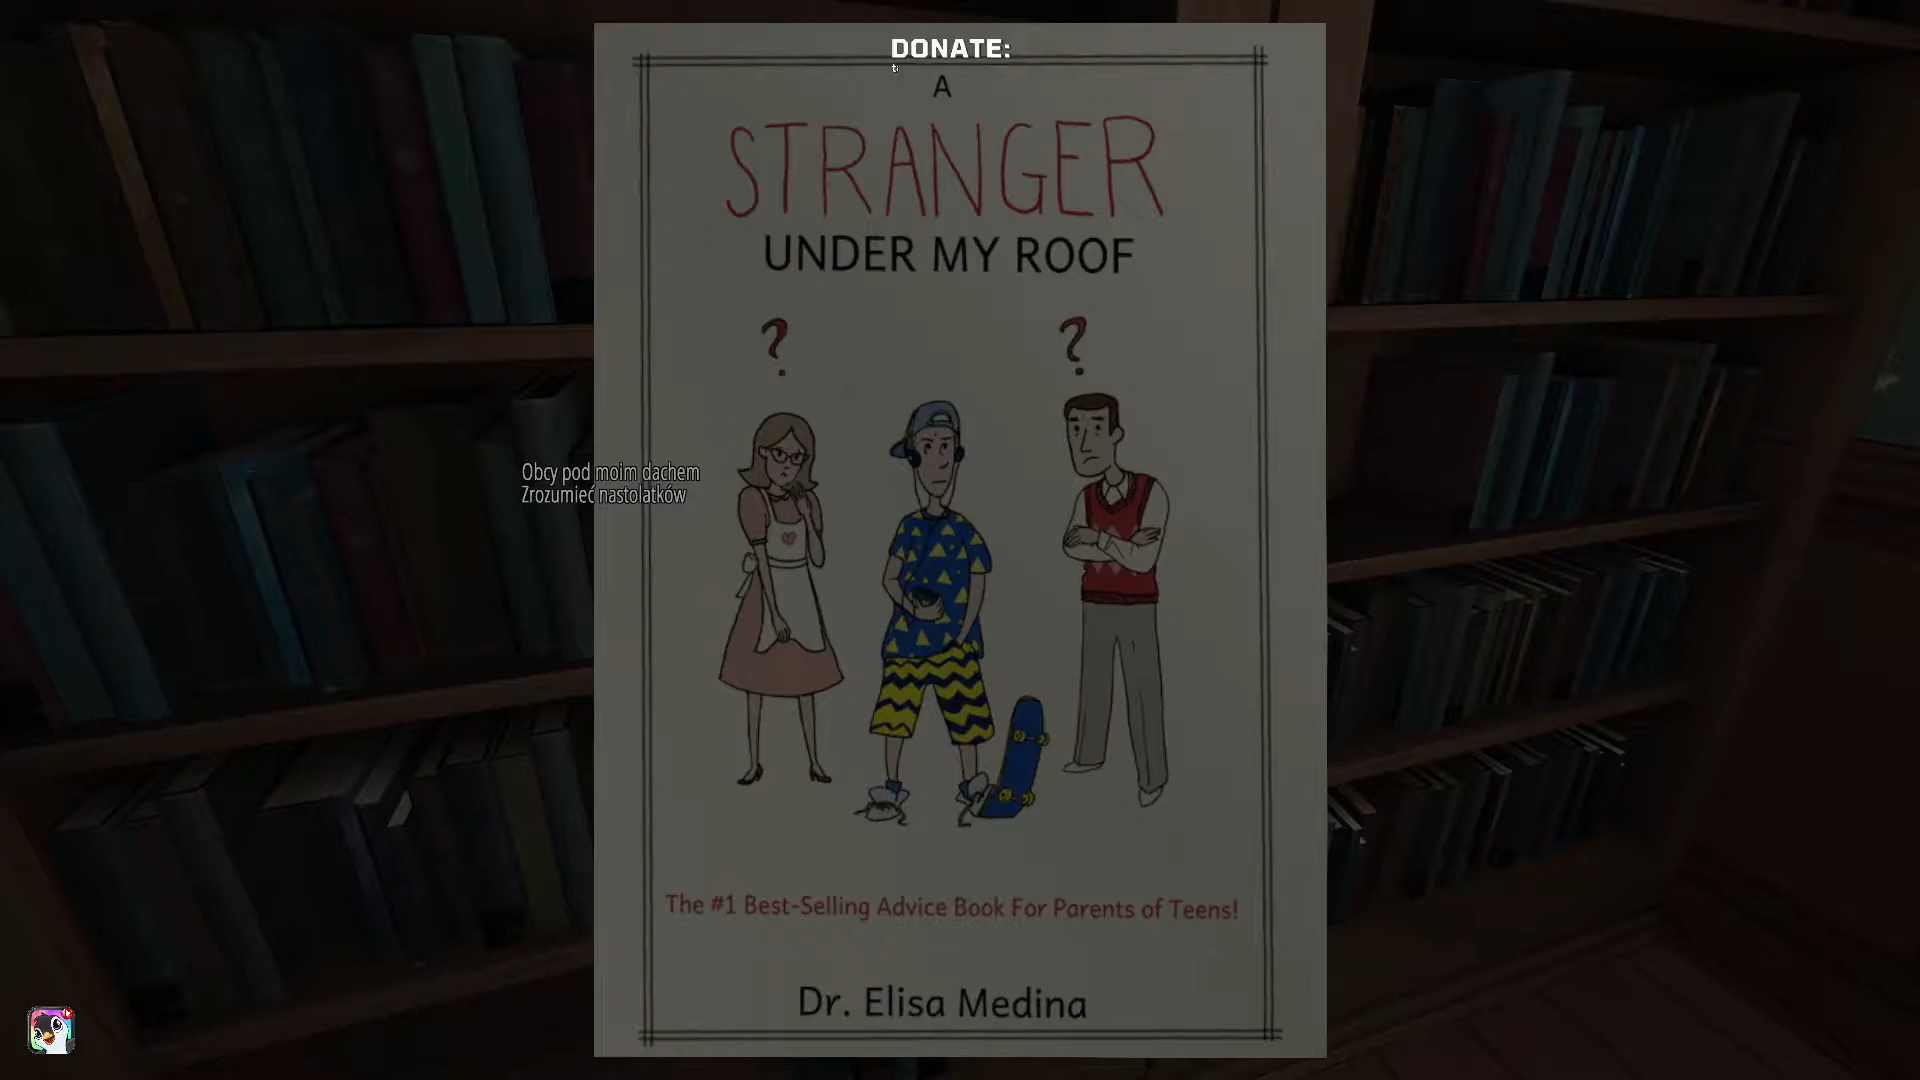 DONATE:
A
STRANGER
UNDER MY ROOF
? ?
Obcy pod moim dachem
Zrozumieć nastolatków
The #1 Best-Selling Advice Book For Parents of Teens!
Dr. Elisa Medina